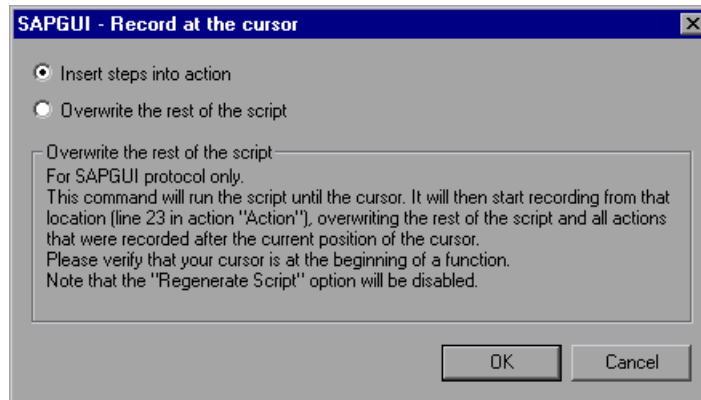 SAPGUI - Record at the cursor
Insert steps into action
Overwrite the rest of the script
Overwrite the rest of the script
For SAPGUI protocol only.
This command will run the script until the cursor. It will then start recording from that
location (line 23 in action "Action"), overwriting the rest of the script and all actions
that were recorded after the current position of the cursor.
Please verify that your cursor is at the beginning of a function.
Note that the "Regenerate Script" option will be disabled.
OK
Cancel